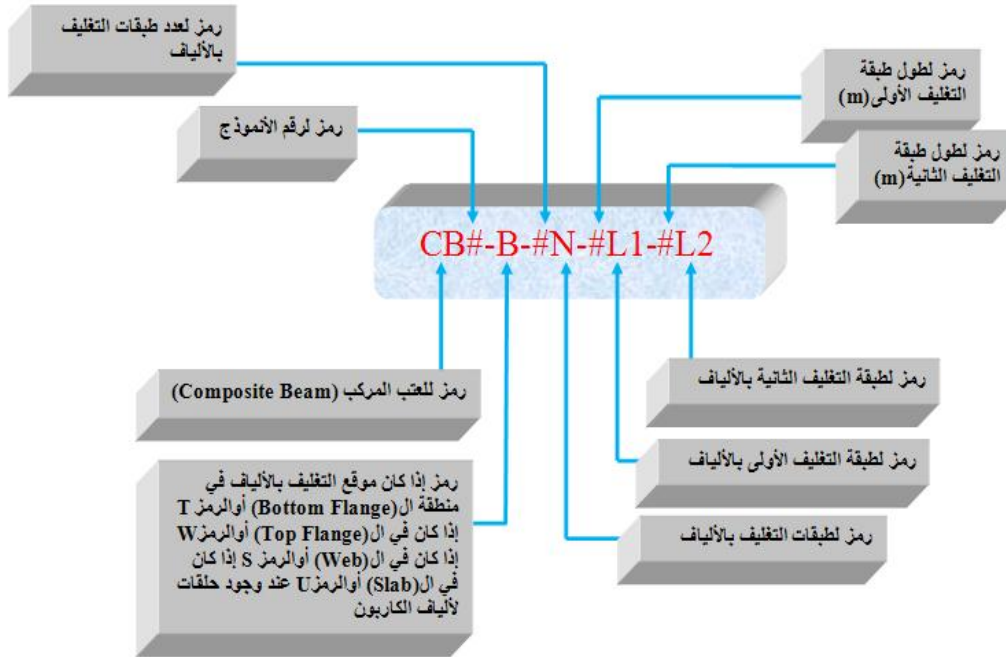 رمز لعدد طبقات التغليف
بالألياف
رمز لرقم الأنموذج
رمز لطول طبقة
التغليف الأولى(m)
رمز لطول طبقة
التغليف الثانية(m)
CB#-B-#N-#L1-#L2
رمز للعتب المركب (Composite Beam)
رمز إذا كان موقع التغليف بالألياف في
منطقة ال(Bottom Flange) أوالرمز T
إذا كان في ال(Top Flange) أوالرمزW
إذا كان في ال(Web) أوالرمز S إذا كان
في ال(Slab) أوالرمزU عند وجود حلقات
لألياف الكاربون
رمز لطبقة التغليف الثانية بالألياف
رمز لطبقة التغليف الأولى بالألياف
رمز لطبقات التغليف بالألياف